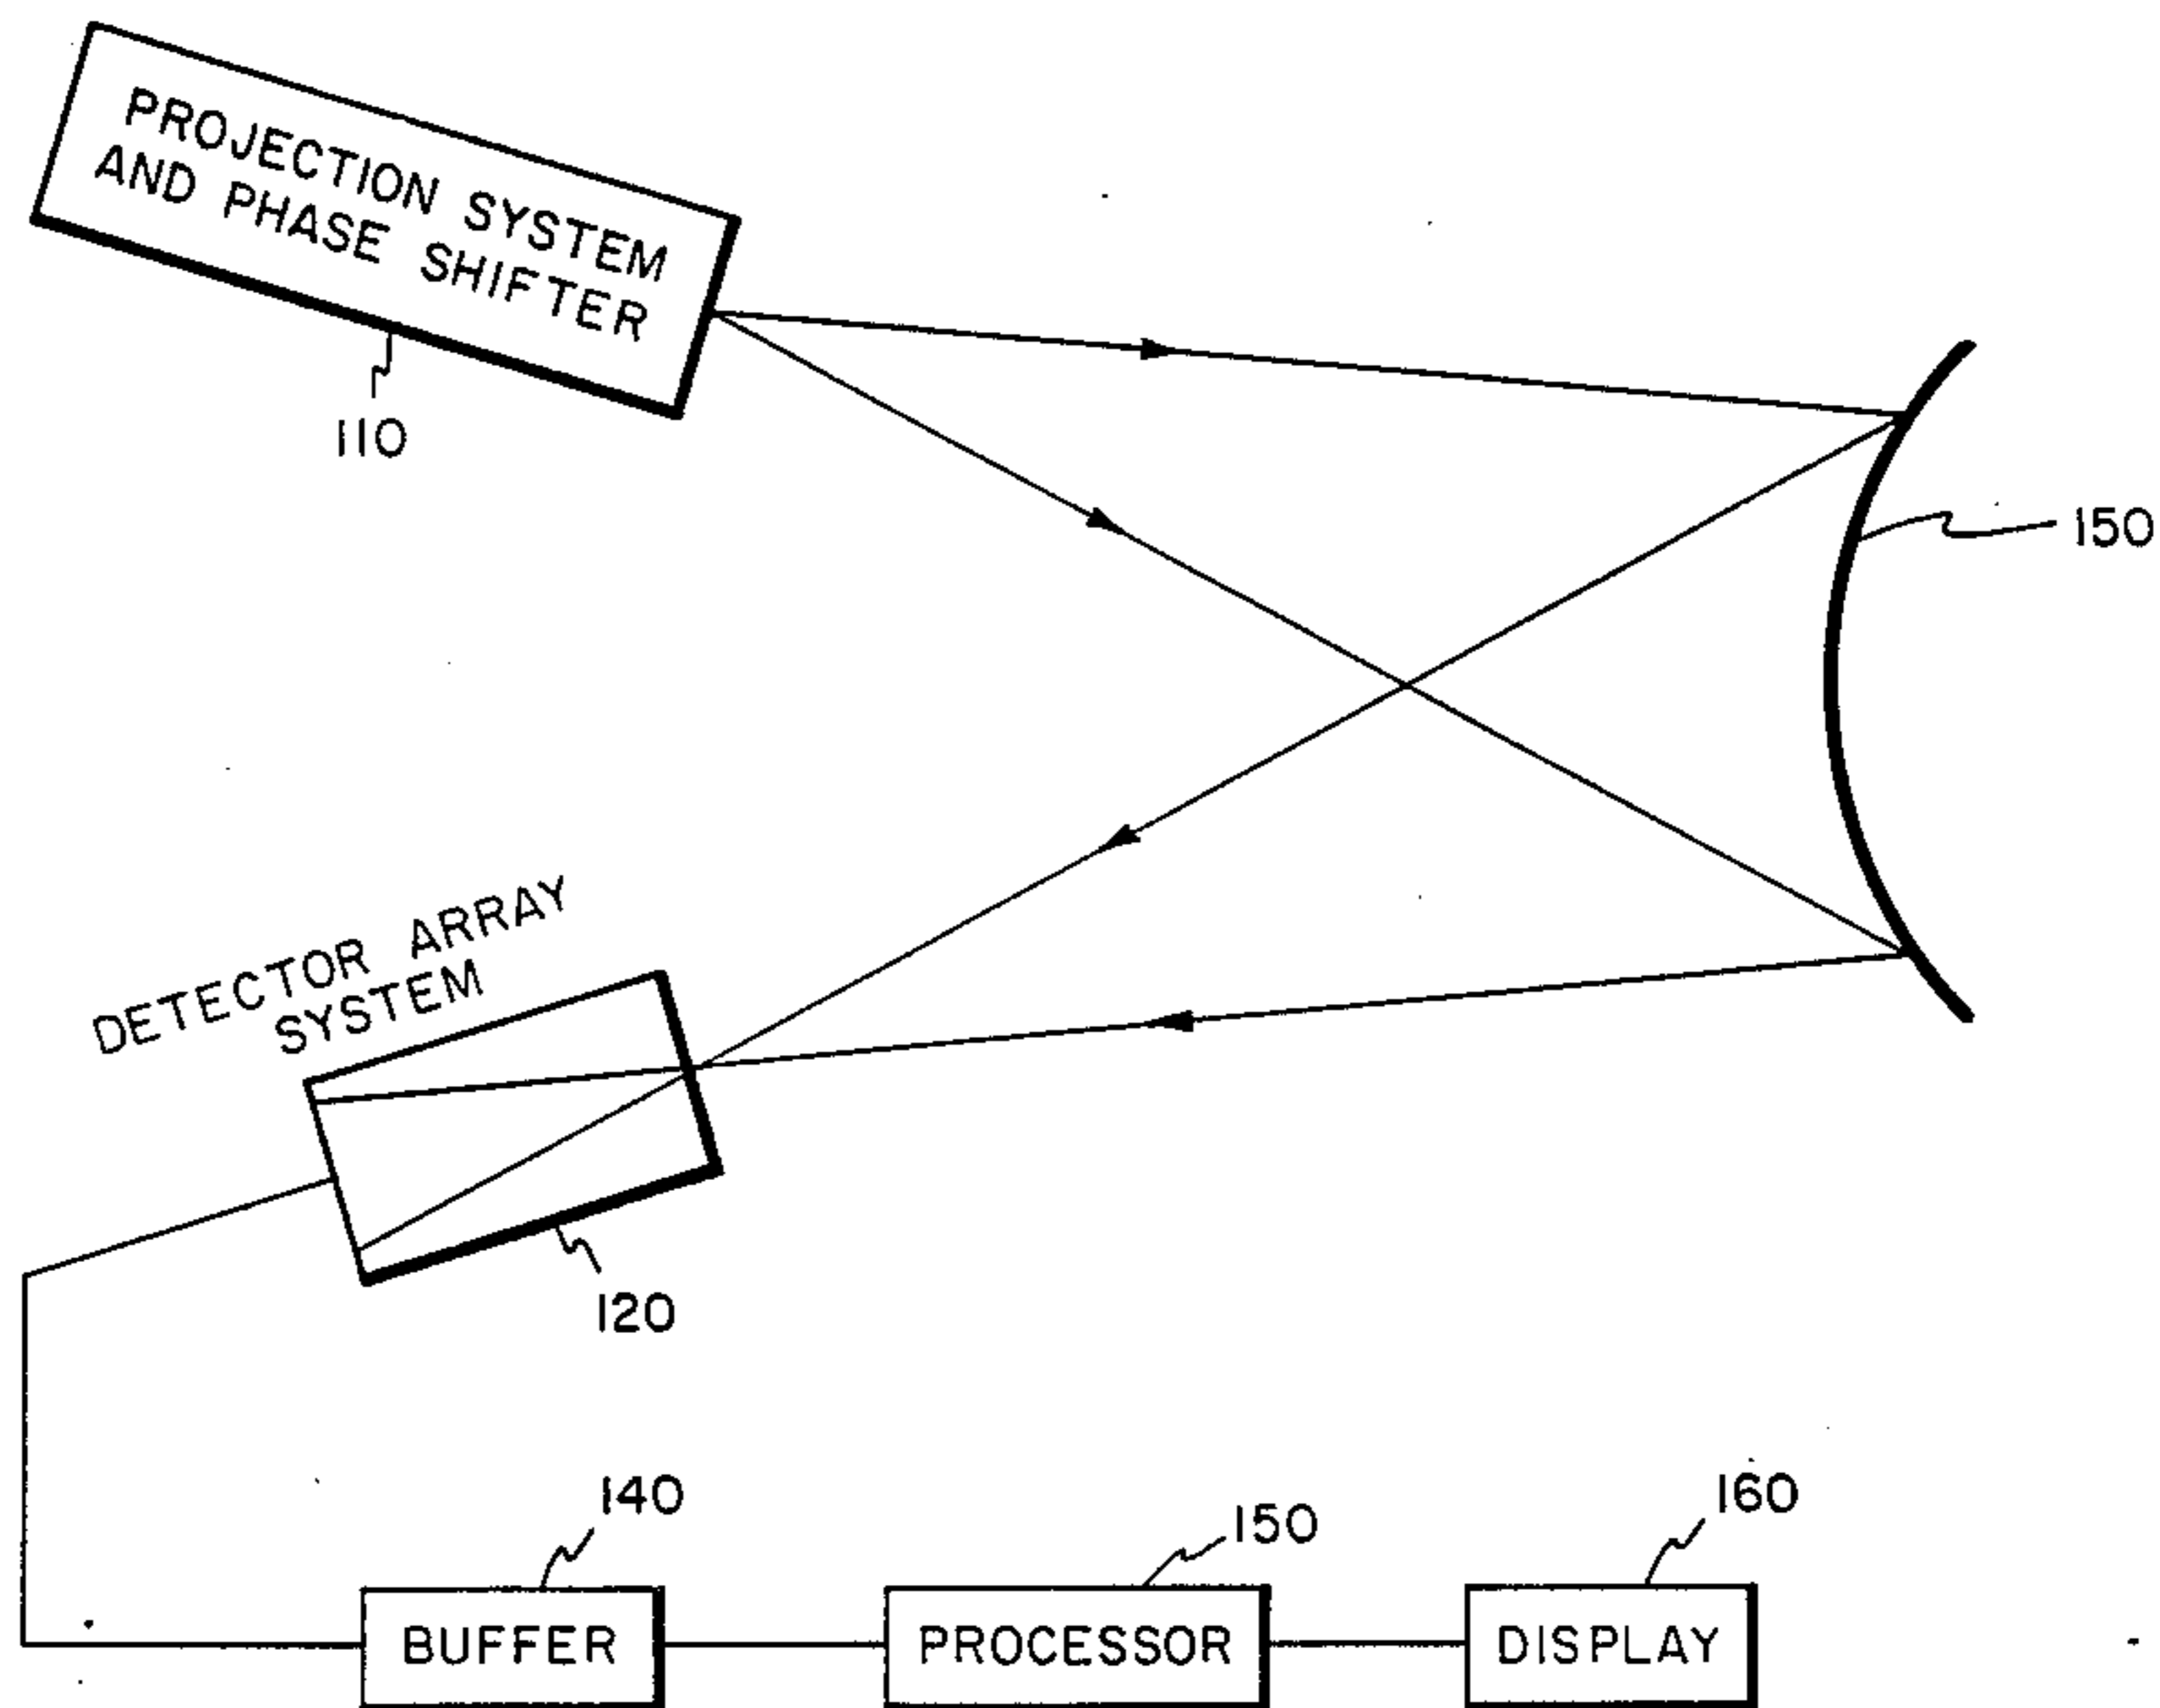 PROJECTION SYSTEM
AND PHASE SHIFTER
110
150
DETECTOR ARRAY
SYSTEM
120
140
150
160
BUFFER
PROCESSOR
DISPLAY